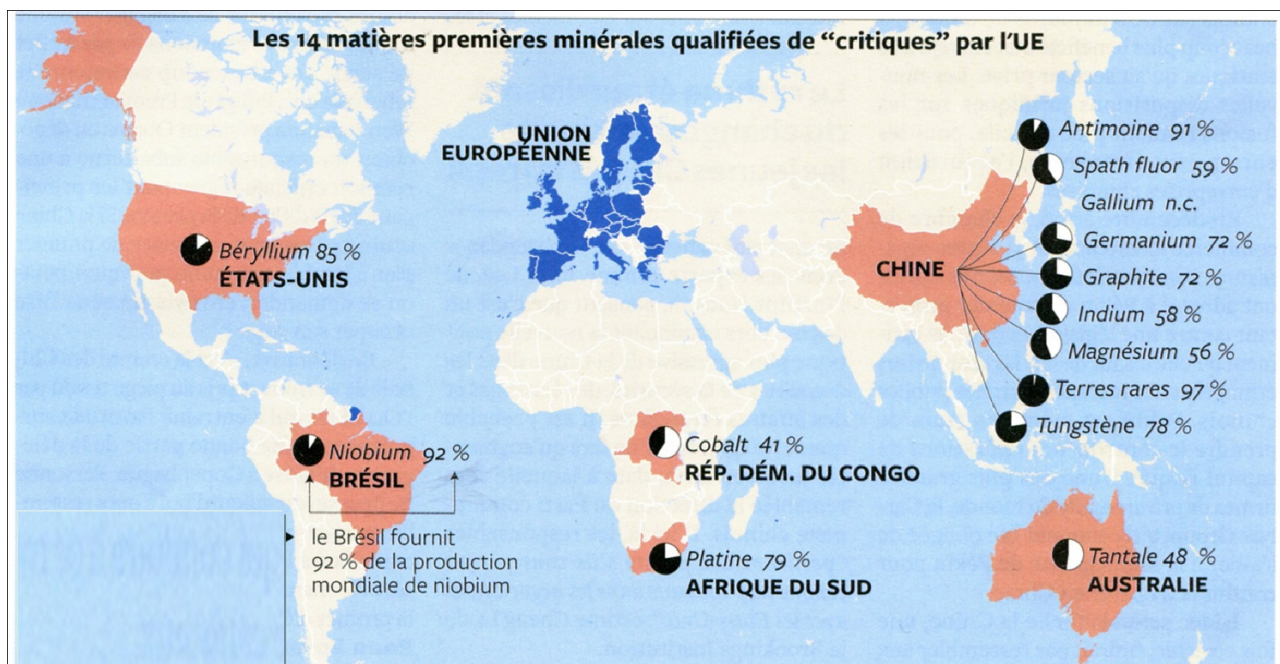 Les 14 matières premières minérales qualifiées de “critiques” par l’UE
UNION
EUROPÉENNE
Béryllium 85 %
ÉTATS-UNIS
CHINE
Antimoine 91 %
Spath fluor 59 %
Gallium n.c.
Germanium 72 %
Graphite 72 %
Indium 58 %
Magnésium 56 %
Terres rares 97 %
Tungstène 78 %
Niobium 92 %
BRÉSIL
le Brésil fournit
92 % de la production
mondiale de niobium
Cobalt 41 %
RÉP. DÉM. DU CONGO
Platine 79 %
AFRIQUE DU SUD
Tantale 48 %
AUSTRALIE